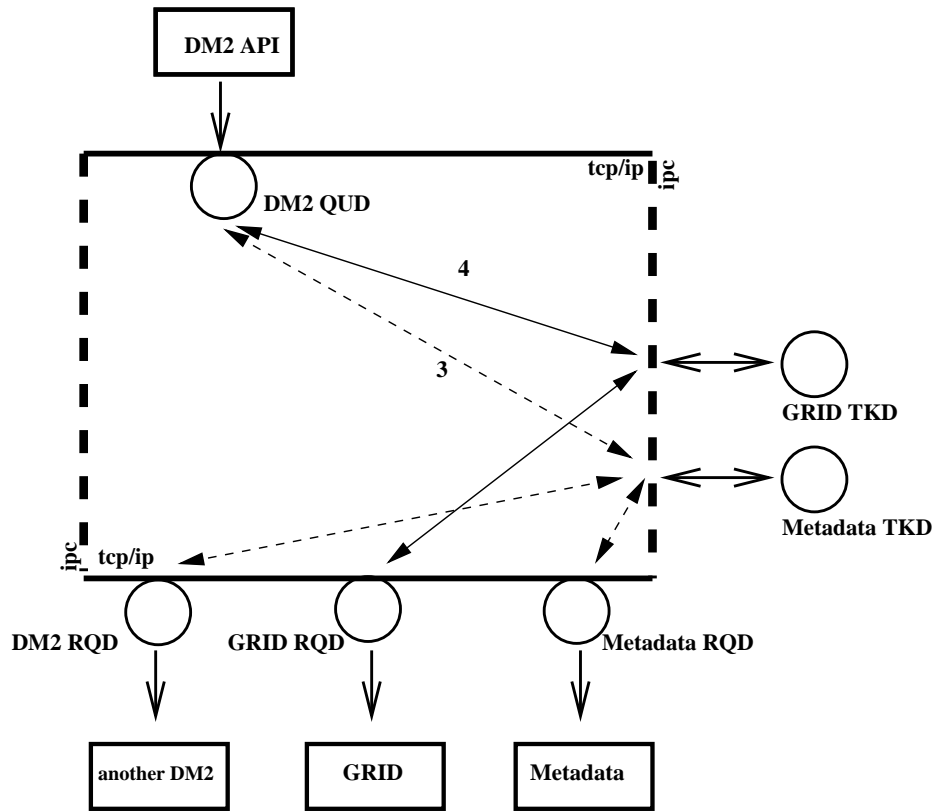 DM2 API
tcp/ip
ipc
DM2 QUD
4
3
GRID TKD
Metadata TKD
ipc
tcp/ip
DM2 RQD
GRID RQD
Metadata RQD
another DM2
GRID
Metadata